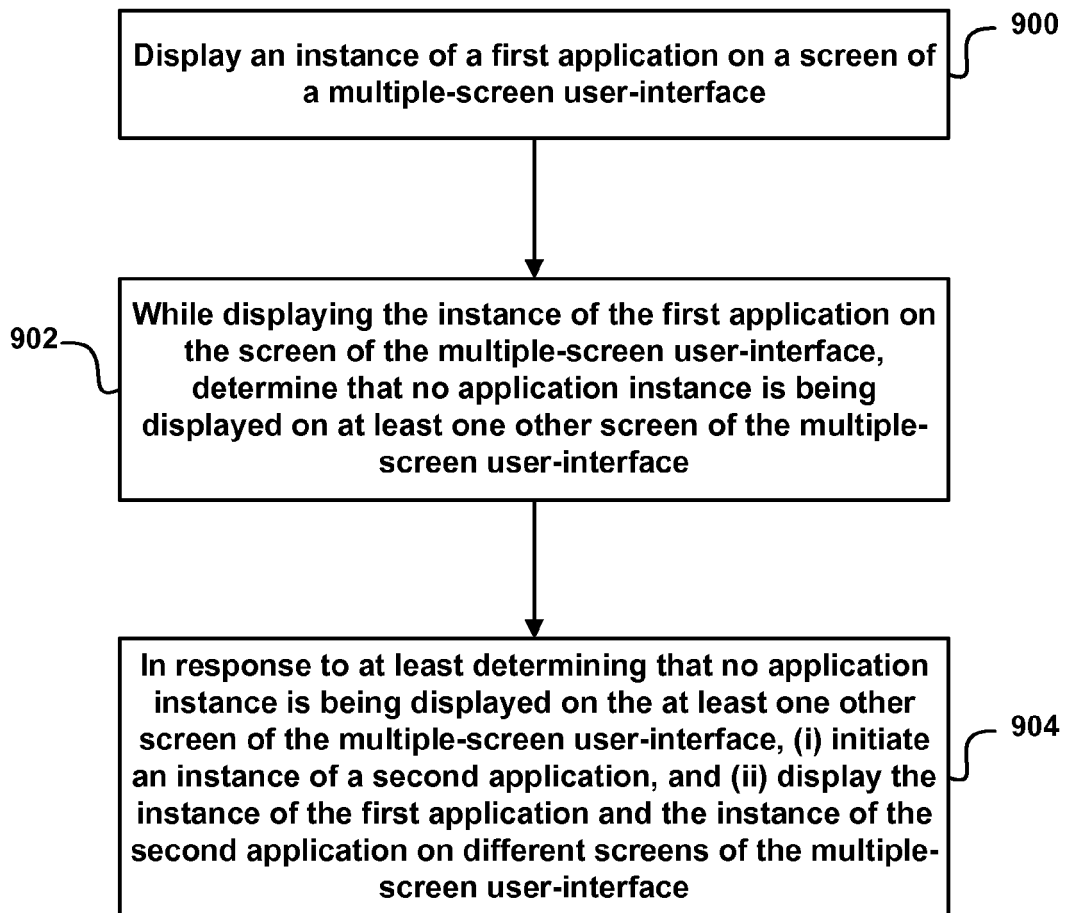 Display an instance of a first application on a screen of
a multiple-screen user-interface
900
While displaying the instance of the first application on
the screen of the multiple-screen user-interface,
determine that no application instance is being
displayed on at least one other screen of the multiple-
screen user-interface
902
In response to at least determining that no application
instance is being displayed on the at least one other
screen of the multiple-screen user-interface, (i) initiate
an instance of a second application, and (ii) display the
instance of the first application and the instance of the
second application on different screens of the multiple-
screen user-interface
904